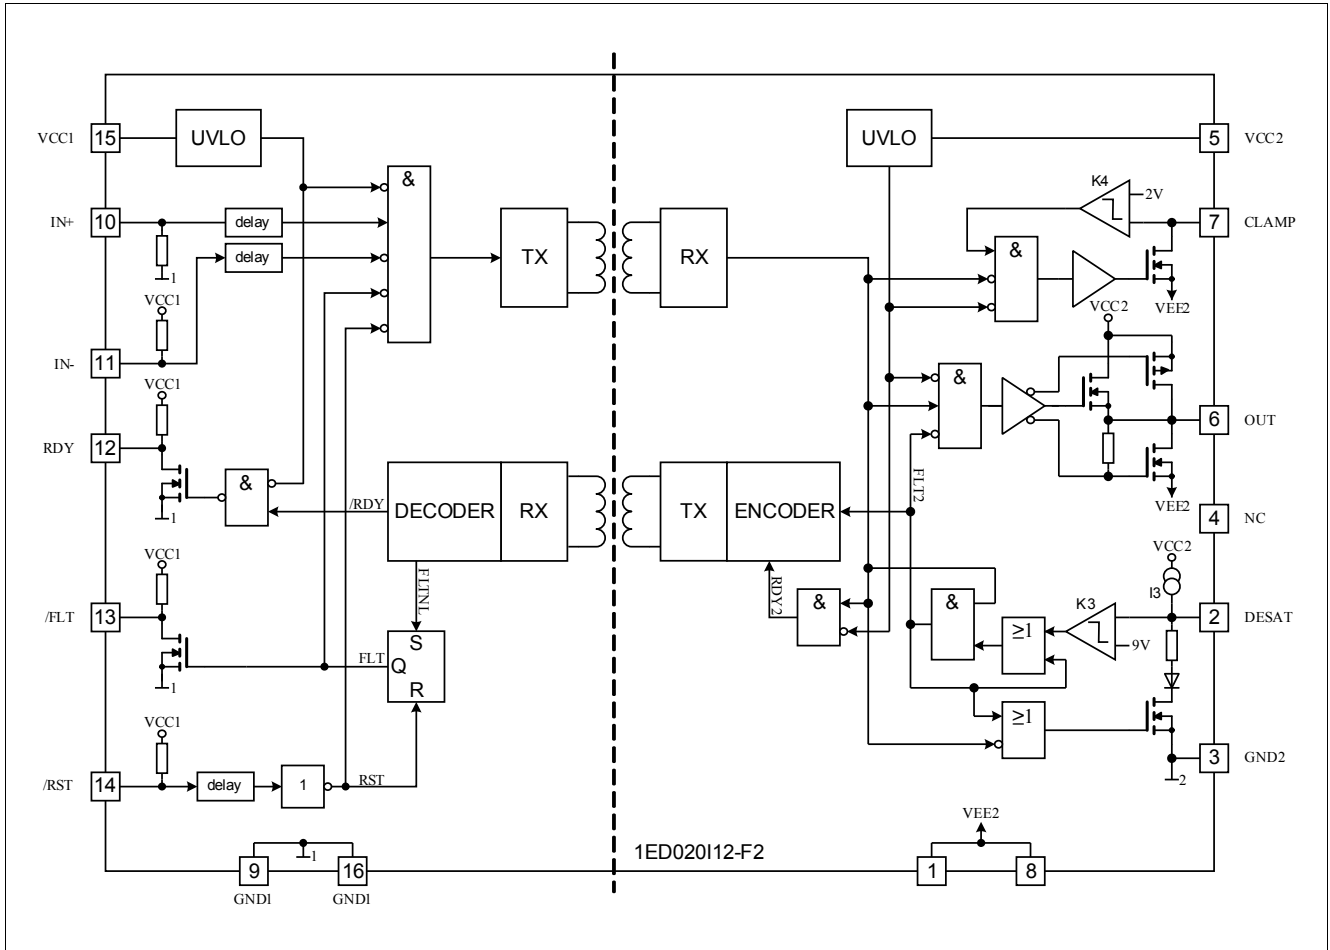 VCC1 15 UVLO UVLO 5 VCC2
&
K4 2V
IN+ 10 delay 7 CLAMP
delay TX RX &
1
VCC1 VEE2
VCC2
IN- 11
VCC1 &
6 OUT
RDY 12
& FLT2 VEE2
/RDY DECODER RX TX ENCODER 4 NC
1
VCC1 VCC2
FLTNL RDY2 I3
& & K3
/FLT 13 ≥1 2 DESAT
S 9V
FLT Q
1 R
≥1
VCC1
3 GND2
/RST 14 delay 1 RST 2
VEE2
1
1ED020I12-F2
9 16 1 8
GND1 GND1